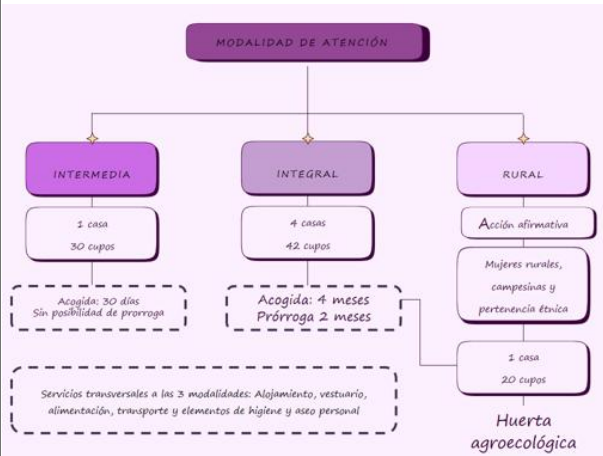 MODALIDAD DE ATENCIÓN
INTERMEDIA
1 casa
30 cupos
Acogida: 30 días
Sin posibilidad de prorroga
INTEGRAL
4 casas
42 cupos
Acogida: 4 meses
Prórroga 2 meses
RURAL
Acción afirmativa
Mujeres rurales,
campesinas y
pertenencia étnica
1 casa
20 cupos
Huerta
agroecológica
Servicios transversales a las 3 modalidades: Alojamiento, vestuario,
alimentación, transporte y elementos de higiene y aseo personal